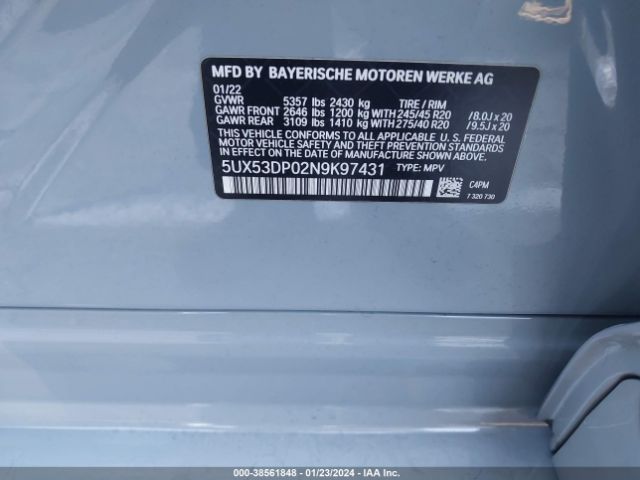 MFD BY BAYERISCHE MOTOREN WERKE AG
01/22
GVWR 5357 lbs 2430 kg TIRE / RIM
GAWR FRONT 2646 lbs 1200 kg WITH 245/45 R20 /8.0J x 20
GAWR REAR 3109 lbs 1410 kg WITH 275/40 R20 /9.5J x 20
THIS VEHICLE CONFORMS TO ALL APPLICABLE U. S. FEDERAL
MOTOR VEHICLE SAFETY STANDARDS IN EFFECT ON THE DATE OF
MANUFACTURE SHOWN ABOVE.
5UX53DP02N9K97431 TYPE: MPV
C4PM
7 320 730
000-38561848 - 01/23/2024 - IAA Inc.